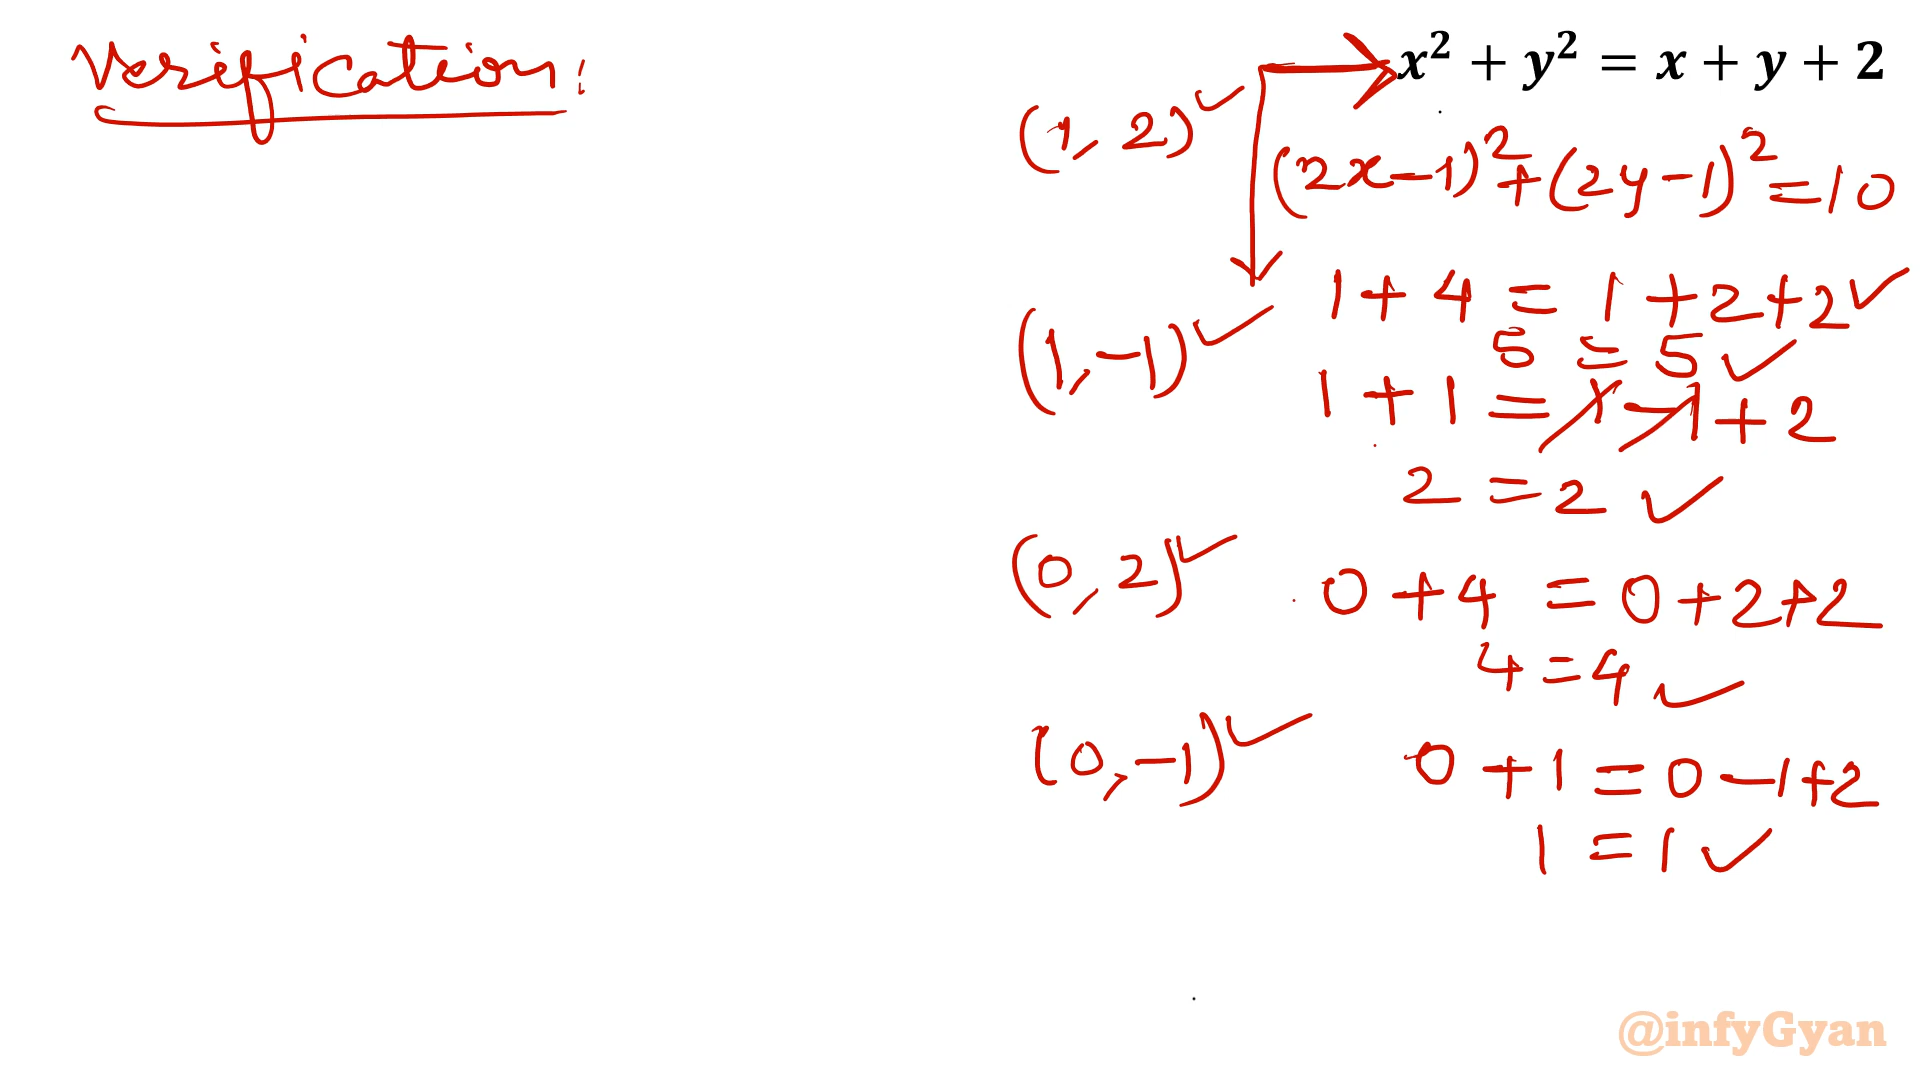 Verification:
x² + y² = x + y + 2
(1, 2) ✓
(2x-1)² + (2y-1)² = 10
1 + 4 = 1 + 2 + 2 ✓
(1, -1) ✓
5 = 5 ✓
1 + 1 = 1 - 1 + 2
2 = 2 ✓
(0, 2) ✓
0 + 4 = 0 + 2 + 2
4 = 4 ✓
(0, -1) ✓
0 + 1 = 0 - 1 + 2
1 = 1 ✓
@infyGyan